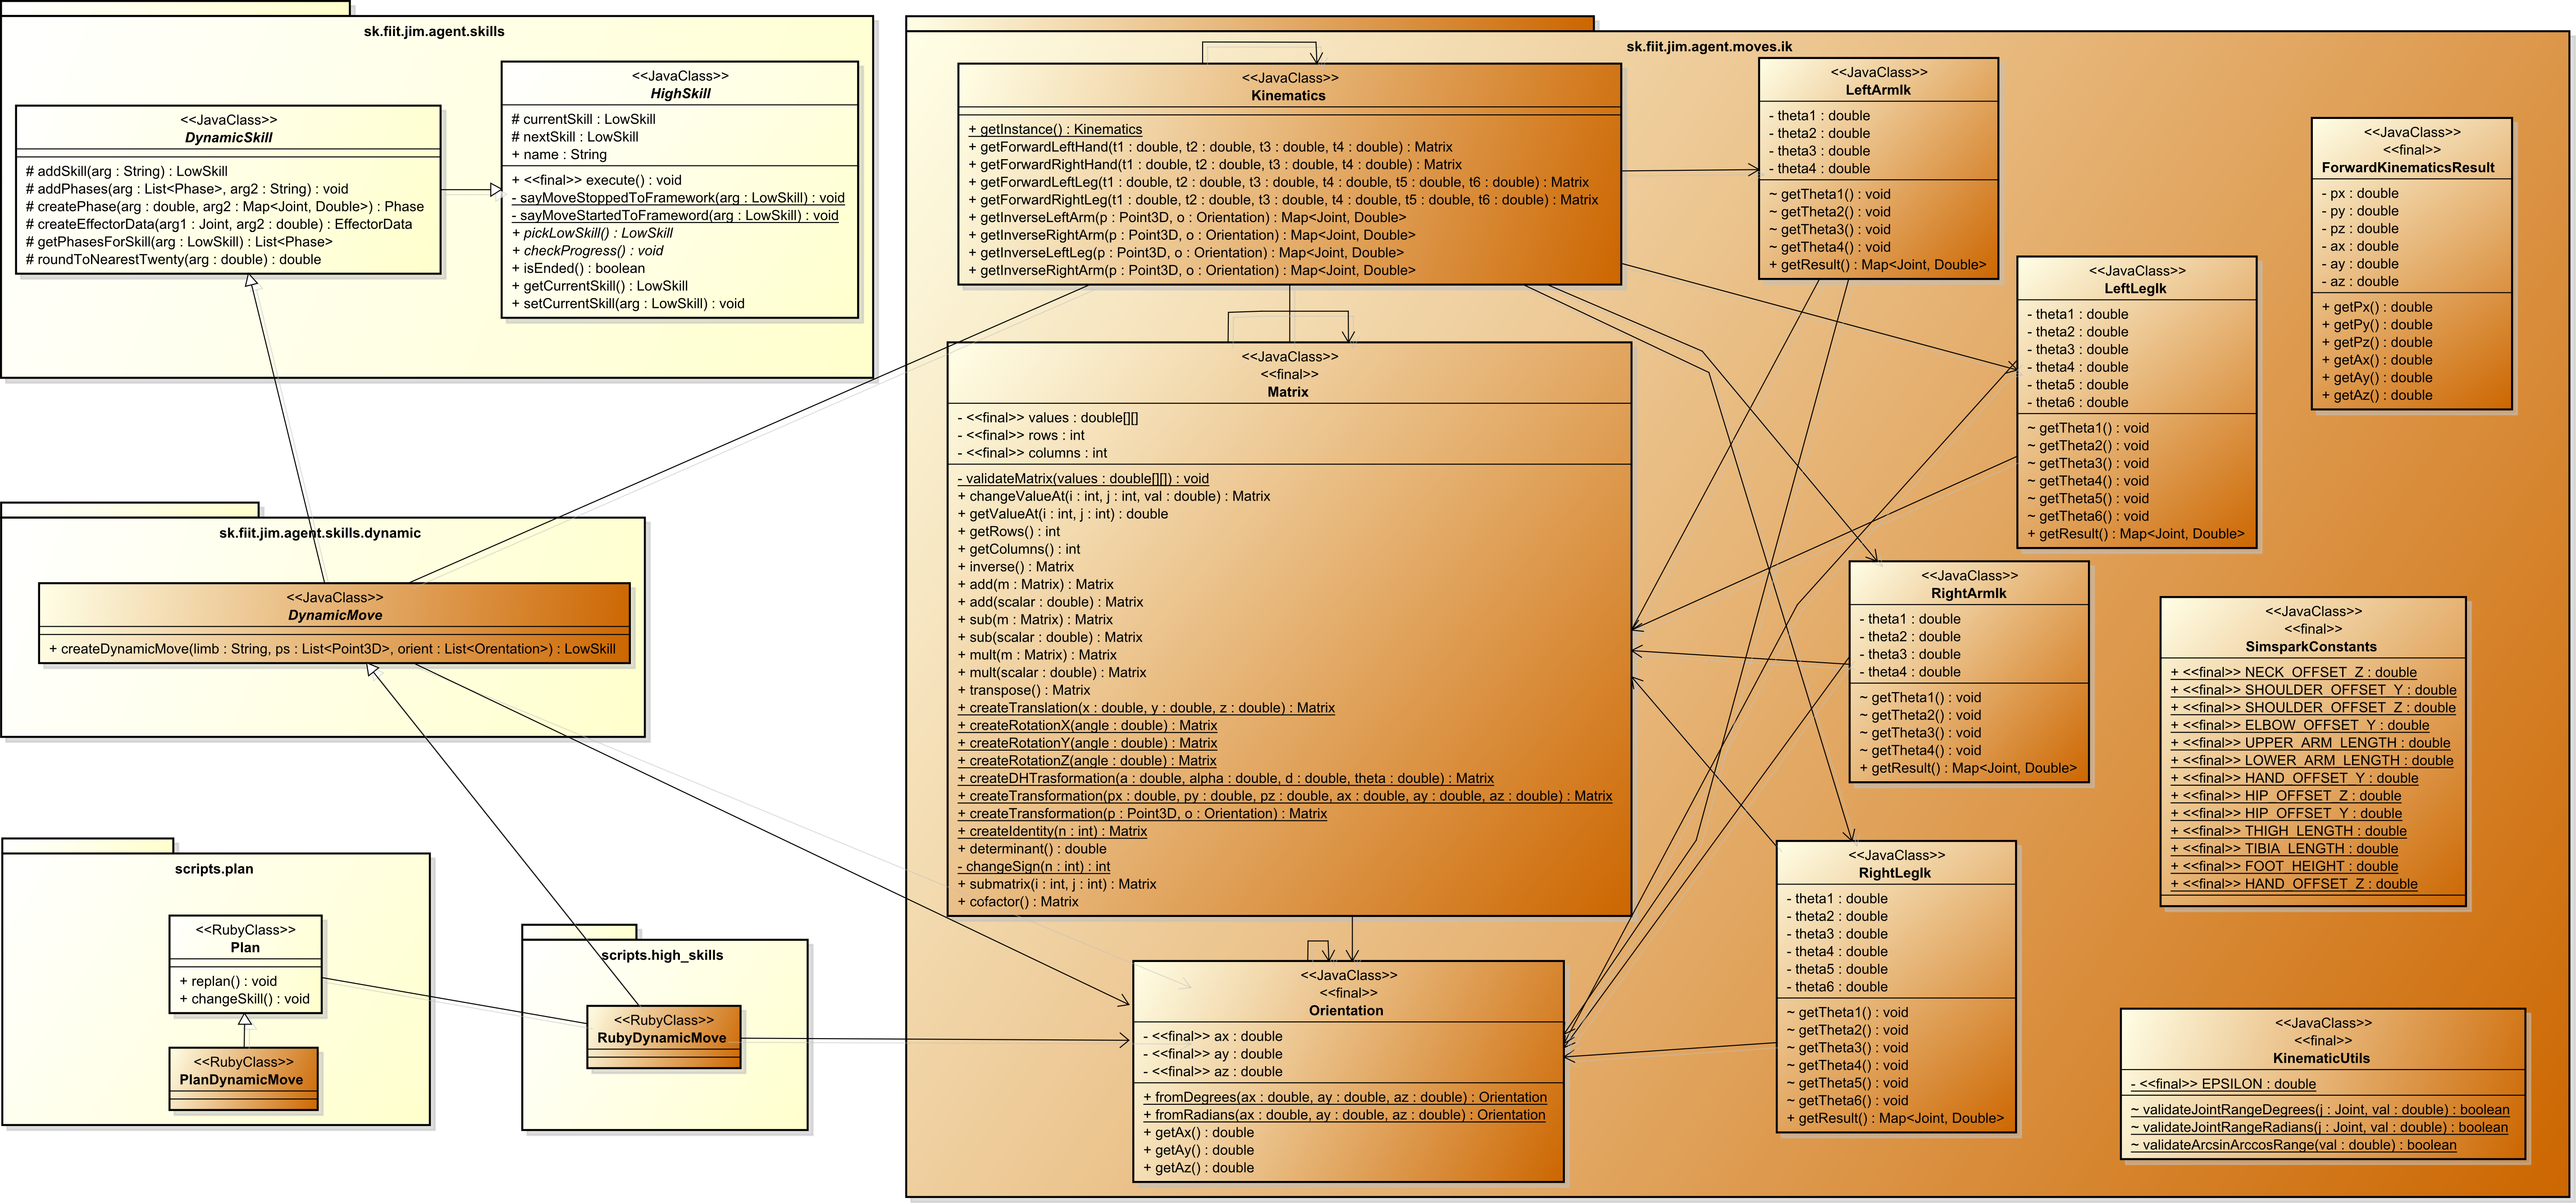 sk.fiit.jim.agent.skills
<<JavaClass>>
DynamicSkill
# addSkill(arg : String) : LowSkill
# addPhases(arg : List<Phase>, arg2 : String) : void
# createPhase(arg : double, arg2 : Map<Joint, Double>) : Phase
# createEffectorData(arg1 : Joint, arg2 : double) : EffectorData
# getPhasesForSkill(arg : LowSkill) : List<Phase>
# roundToNearestTwenty(arg : double) : double
<<JavaClass>>
HighSkill
# currentSkill : LowSkill
# nextSkill : LowSkill
+ name : String
+ <<final>> execute() : void
- sayMoveStoppedToFramework(arg : LowSkill) : void
- sayMoveStartedToFrameword(arg : LowSkill) : void
+ pickLowSkill() : LowSkill
+ checkProgress() : void
+ isEnded() : boolean
+ getCurrentSkill() : LowSkill
+ setCurrentSkill(arg : LowSkill) : void
sk.fiit.jim.agent.skills.dynamic
<<JavaClass>>
DynamicMove
+ createDynamicMove(limb : String, ps : List<Point3D>, orient : List<Orentation>) : LowSkill
scripts.plan
<<RubyClass>>
Plan
+ replan() : void
+ changeSkill() : void
<<RubyClass>>
PlanDynamicMove
scripts.high_skills
<<RubyClass>>
RubyDynamicMove
sk.fiit.jim.agent.moves.ik
<<JavaClass>>
Kinematics
+ getInstance() : Kinematics
+ getForwardLeftHand(t1 : double, t2 : double, t3 : double, t4 : double) : Matrix
+ getForwardRightHand(t1 : double, t2 : double, t3 : double, t4 : double) : Matrix
+ getForwardLeftLeg(t1 : double, t2 : double, t3 : double, t4 : double, t5 : double, t6 : double) : Matrix
+ getForwardRightLeg(t1 : double, t2 : double, t3 : double, t4 : double, t5 : double, t6 : double) : Matrix
+ getInverseLeftArm(p : Point3D, o : Orientation) : Map<Joint, Double>
+ getInverseRightArm(p : Point3D, o : Orientation) : Map<Joint, Double>
+ getInverseLeftLeg(p : Point3D, o : Orientation) : Map<Joint, Double>
+ getInverseRightArm(p : Point3D, o : Orientation) : Map<Joint, Double>
<<JavaClass>>
<<final>>
Matrix
- <<final>> values : double[][]
- <<final>> rows : int
- <<final>> columns : int
- validateMatrix(values : double[][]) : void
+ changeValueAt(i : int, j : int, val : double) : Matrix
+ getValueAt(i : int, j : int) : double
+ getRows() : int
+ getColumns() : int
+ inverse() : Matrix
+ add(m : Matrix) : Matrix
+ add(scalar : double) : Matrix
+ sub(m : Matrix) : Matrix
+ sub(scalar : double) : Matrix
+ mult(m : Matrix) : Matrix
+ mult(scalar : double) : Matrix
+ transpose() : Matrix
+ createTranslation(x : double, y : double, z : double) : Matrix
+ createRotationX(angle : double) : Matrix
+ createRotationY(angle : double) : Matrix
+ createRotationZ(angle : double) : Matrix
+ createDHTrasformation(a : double, alpha : double, d : double, theta : double) : Matrix
+ createTransformation(px : double, py : double, pz : double, ax : double, ay : double, az : double) : Matrix
+ createTransformation(p : Point3D, o : Orientation) : Matrix
+ createIdentity(n : int) : Matrix
+ determinant() : double
- changeSign(n : int) : int
+ submatrix(i : int, j : int) : Matrix
+ cofactor() : Matrix
<<JavaClass>>
<<final>>
Orientation
- <<final>> ax : double
- <<final>> ay : double
- <<final>> az : double
+ fromDegrees(ax : double, ay : double, az : double) : Orientation
+ fromRadians(ax : double, ay : double, az : double) : Orientation
+ getAx() : double
+ getAy() : double
+ getAz() : double
<<JavaClass>>
LeftArmIk
- theta1 : double
- theta2 : double
- theta3 : double
- theta4 : double
~ getTheta1() : void
~ getTheta2() : void
~ getTheta3() : void
~ getTheta4() : void
+ getResult() : Map<Joint, Double>
<<JavaClass>>
LeftLegIk
- theta1 : double
- theta2 : double
- theta3 : double
- theta4 : double
- theta5 : double
- theta6 : double
~ getTheta1() : void
~ getTheta2() : void
~ getTheta3() : void
~ getTheta4() : void
~ getTheta5() : void
~ getTheta6() : void
+ getResult() : Map<Joint, Double>
<<JavaClass>>
RightArmIk
- theta1 : double
- theta2 : double
- theta3 : double
- theta4 : double
~ getTheta1() : void
~ getTheta2() : void
~ getTheta3() : void
~ getTheta4() : void
+ getResult() : Map<Joint, Double>
<<JavaClass>>
RightLegIk
- theta1 : double
- theta2 : double
- theta3 : double
- theta4 : double
- theta5 : double
- theta6 : double
~ getTheta1() : void
~ getTheta2() : void
~ getTheta3() : void
~ getTheta4() : void
~ getTheta5() : void
~ getTheta6() : void
+ getResult() : Map<Joint, Double>
<<JavaClass>>
<<final>>
ForwardKinematicsResult
- px : double
- py : double
- pz : double
- ax : double
- ay : double
- az : double
+ getPx() : double
+ getPy() : double
+ getPz() : double
+ getAx() : double
+ getAy() : double
+ getAz() : double
<<JavaClass>>
<<final>>
SimsparkConstants
+ <<final>> NECK_OFFSET_Z : double
+ <<final>> SHOULDER_OFFSET_Y : double
+ <<final>> SHOULDER_OFFSET_Z : double
+ <<final>> ELBOW_OFFSET_Y : double
+ <<final>> UPPER_ARM_LENGTH : double
+ <<final>> LOWER_ARM_LENGTH : double
+ <<final>> HAND_OFFSET_Y : double
+ <<final>> HIP_OFFSET_Z : double
+ <<final>> HIP_OFFSET_Y : double
+ <<final>> THIGH_LENGTH : double
+ <<final>> TIBIA_LENGTH : double
+ <<final>> FOOT_HEIGHT : double
+ <<final>> HAND_OFFSET_Z : double
<<JavaClass>>
<<final>>
KinematicUtils
- <<final>> EPSILON : double
~ validateJointRangeDegrees(j : Joint, val : double) : boolean
~ validateJointRangeRadians(j : Joint, val : double) : boolean
~ validateArcsinArccosRange(val : double) : boolean